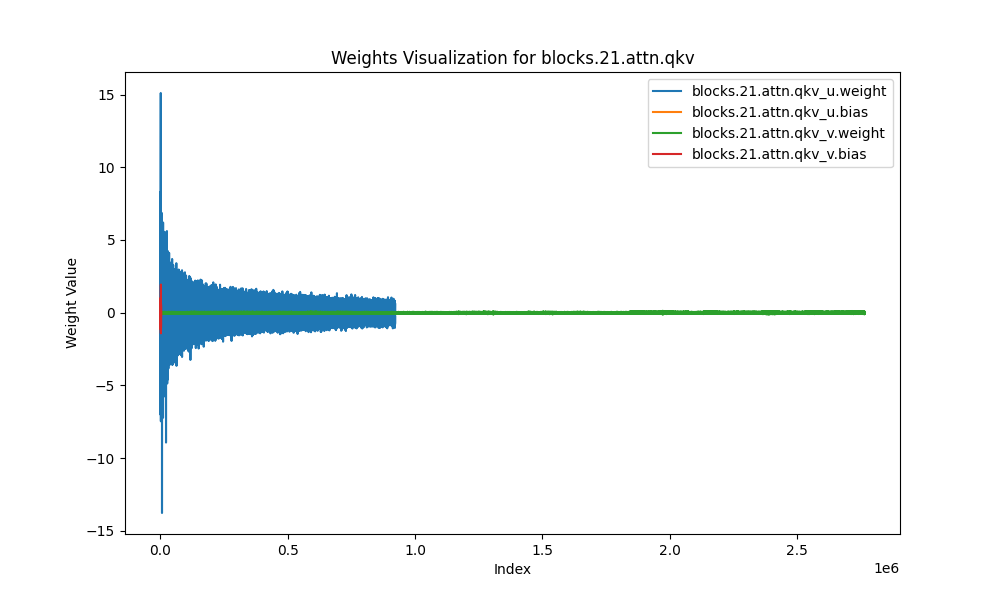 Weights Visualization for blocks.21.attn.qkv
blocks.21.attn.qkv_u.weight
blocks.21.attn.qkv_u.bias
blocks.21.attn.qkv_v.weight
blocks.21.attn.qkv_v.bias
Weight Value
15
10
5
0
−5
−10
−15
0.0 0.5 1.0 1.5 2.0 2.5
1e6
Index